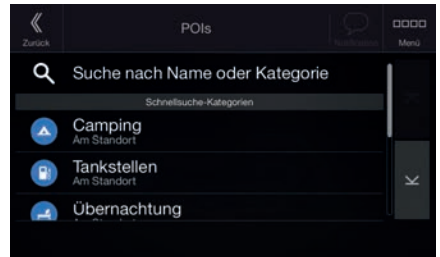 Zurück
POIs
Menü
Suche nach Name oder Kategorie
Schnellsuche-Kategorien
Camping
Am Standort
Tankstellen
Am Standort
Übernachtung